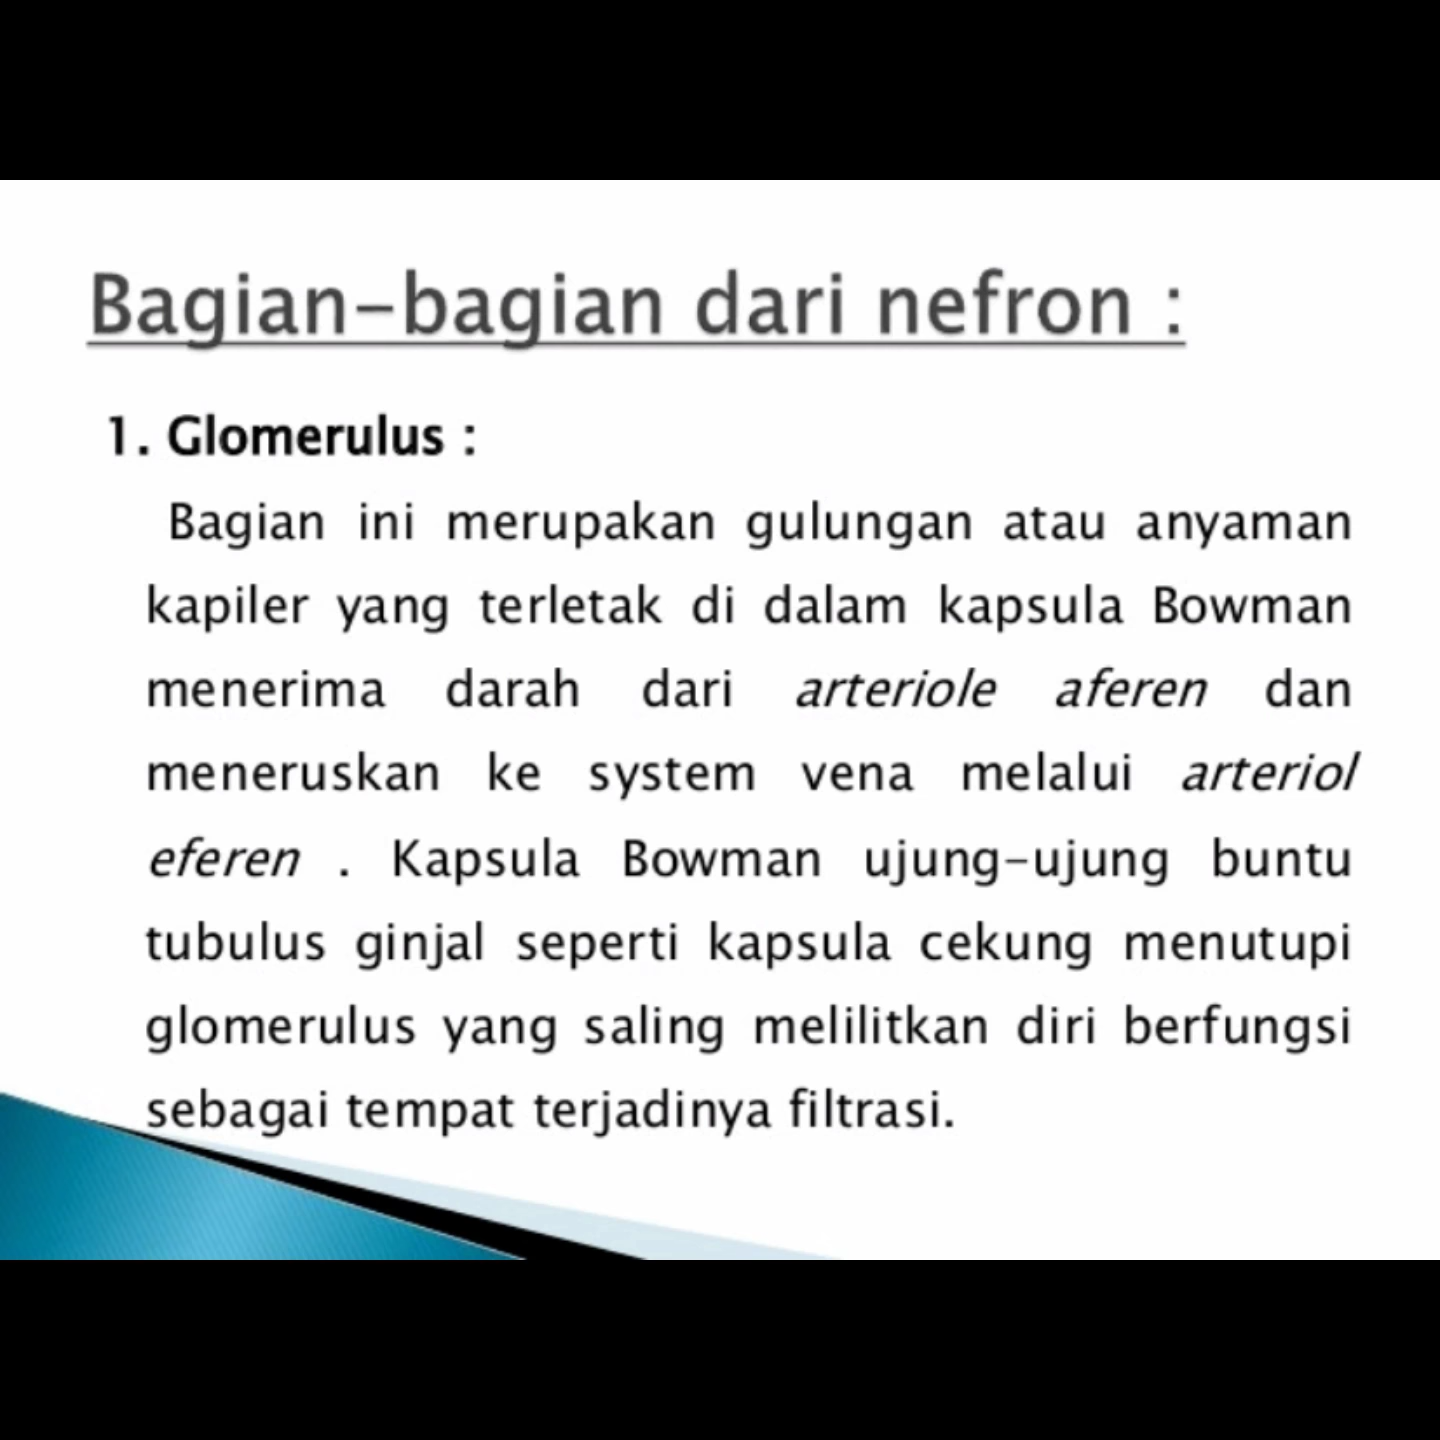 Bagian-bagian dari nefron :
1. Glomerulus :
Bagian ini merupakan gulungan atau anyaman
kapiler yang terletak di dalam kapsula Bowman
menerima darah dari arteriole aferen dan
meneruskan ke system vena melalui arteriol
eferen . Kapsula Bowman ujung-ujung buntu
tubulus ginjal seperti kapsula cekung menutupi
glomerulus yang saling melilitkan diri berfungsi
sebagai tempat terjadinya filtrasi.